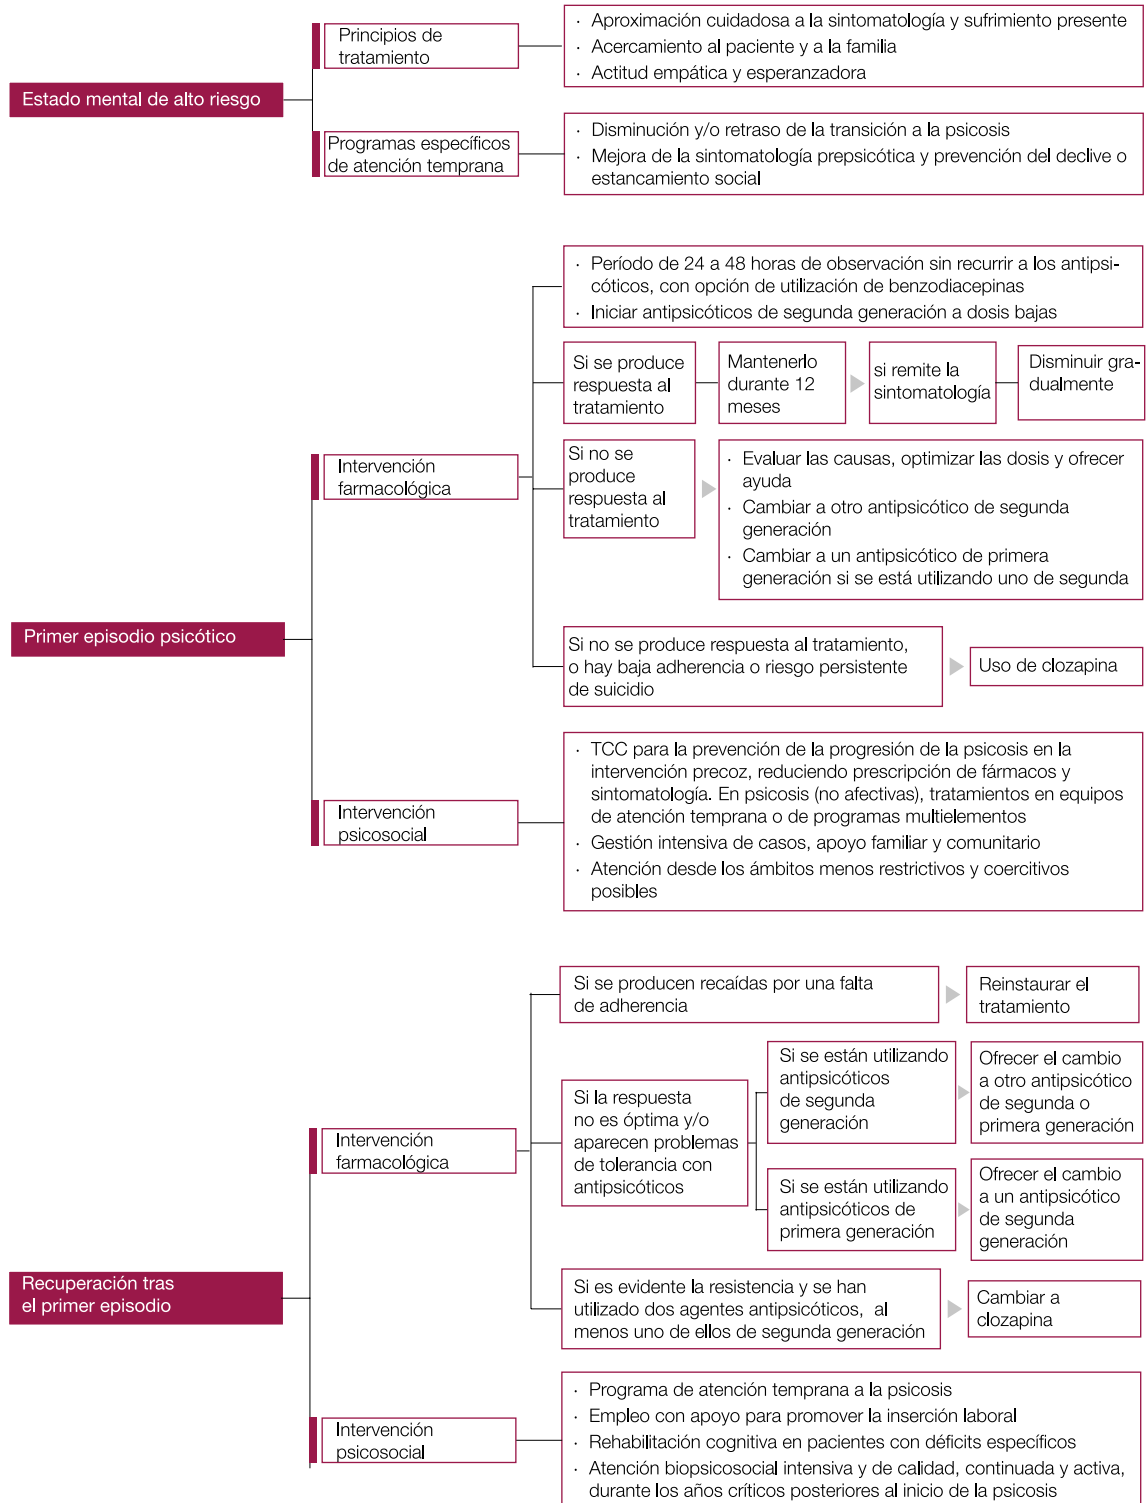 Estado mental de alto riesgo
Principios de
tratamiento
· Aproximación cuidadosa a la sintomatología y sufrimiento presente
· Acercamiento al paciente y a la familia
· Actitud empática y esperanzadora
Programas específicos
de atención temprana
· Disminución y/o retraso de la transición a la psicosis
· Mejora de la sintomatología prepsicótica y prevención del declive o
estancamiento social
Primer episodio psicótico
Intervención
farmacológica
· Período de 24 a 48 horas de observación sin recurrir a los antipsi-
cóticos, con opción de utilización de benzodiacepinas
· Iniciar antipsicóticos de segunda generación a dosis bajas
Si se produce
respuesta al
tratamiento
Mantenerlo
durante 12
meses
si remite la
sintomatología
Disminuir gra-
dualmente
Si no se
produce
respuesta al
tratamiento
· Evaluar las causas, optimizar las dosis y ofrecer
ayuda
· Cambiar a otro antipsicótico de segunda
generación
· Cambiar a un antipsicótico de primera
generación si se está utilizando uno de segunda
Si no se produce respuesta al tratamiento,
o hay baja adherencia o riesgo persistente
de suicidio
Uso de clozapina
Intervención
psicosocial
· TCC para la prevención de la progresión de la psicosis en la
intervención precoz, reduciendo prescripción de fármacos y
sintomatología. En psicosis (no afectivas), tratamientos en equipos
de atención temprana o de programas multielementos
· Gestión intensiva de casos, apoyo familiar y comunitario
· Atención desde los ámbitos menos restrictivos y coercitivos
posibles
Recuperación tras
el primer episodio
Intervención
farmacológica
Si se producen recaídas por una falta
de adherencia
Reinstaurar el
tratamiento
Si la respuesta
no es óptima y/o
aparecen problemas
de tolerancia con
antipsicóticos
Si se están utilizando
antipsicóticos
de segunda
generación
Ofrecer el cambio
a otro antipsicótico
de segunda o
primera generación
Si se están utilizando
antipsicóticos de
primera generación
Ofrecer el cambio
a un antipsicótico
de segunda
generación
Si es evidente la resistencia y se han
utilizado dos agentes antipsicóticos, al
menos uno de ellos de segunda generación
Cambiar a
clozapina
Intervención
psicosocial
· Programa de atención temprana a la psicosis
· Empleo con apoyo para promover la inserción laboral
· Rehabilitación cognitiva en pacientes con déficits específicos
· Atención biopsicosocial intensiva y de calidad, continuada y activa,
durante los años críticos posteriores al inicio de la psicosis